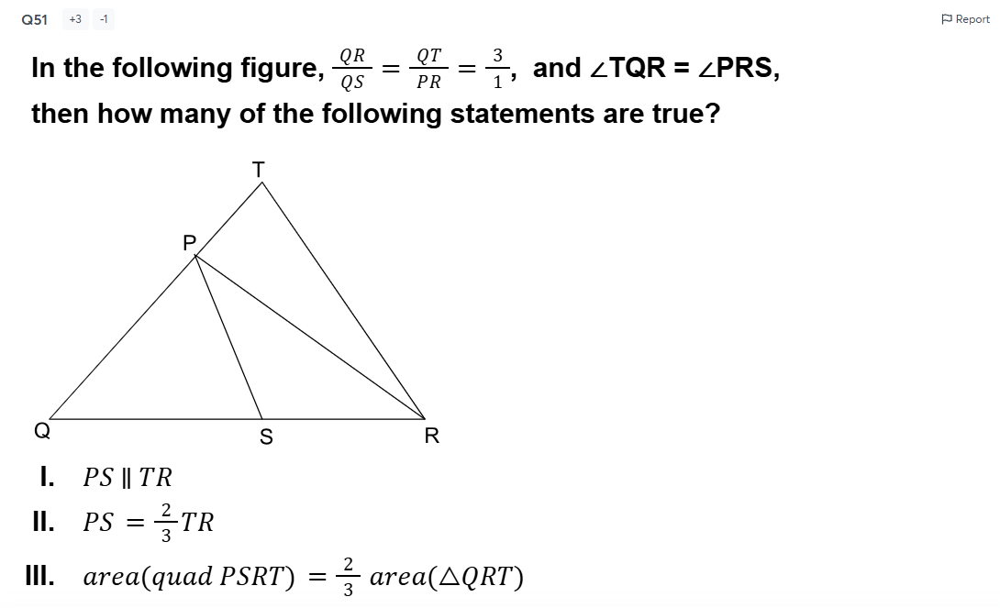 Q51 +3 -1 Report
In the following figure, QR/QS = QT/PR = 3/1, and ∠TQR = ∠PRS,
then how many of the following statements are true?
T
P
Q
S
R
I. PS ∥ TR
II. PS = 2/3 TR
III. area(quad PSRT) = 2/3 area(△QRT)